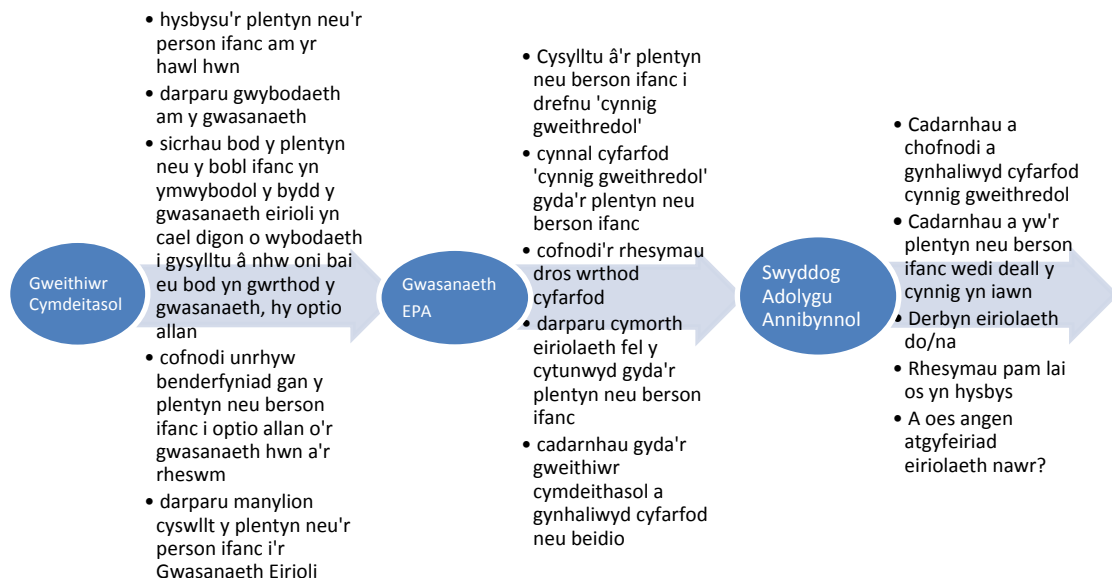 Gweithiwr
Cymdeitasol
• hysbysu'r plentyn neu'r
person ifanc am yr
hawl hwn
• darparu gwybodaeth
am y gwasanaeth
• sicrhau bod y plentyn
neu y bobl ifanc yn
ymwybodol y bydd y
gwasanaeth eirioli yn
cael digon o wybodaeth
i gysylltu â nhw oni bai
eu bod yn gwrthod y
gwasanaeth, hy optio
allan
• cofnodi unrhyw
benderfyniad gan y
plentyn neu berson
ifanc i optio allan o'r
gwasanaeth hwn a'r
rheswm
• darparu manylion
cyswllt y plentyn neu'r
person ifanc i'r
Gwasanaeth Eirioli
Gwasanaeth
EPA
• Cysylltu â'r plentyn
neu berson ifanc i
drefnu 'cynnig
gweithredol'
• cynnal cyfarfod
'cynnig gweithredol'
gyda'r plentyn neu
berson ifanc
• cofnodi'r rhesymau
dros wrthod
cyfarfod
• darparu cymorth
eiriolaeth fel y
cytunwyd gyda'r
plentyn neu berson
ifanc
• cadarnhau gyda'r
gweithiwr
cymdeithasol a
gynhaliwyd cyfarfod
neu beidio
Swyddog
Adolygu
Annibynnol
• Cadarnhau a
chofnodi a
gynhaliwyd cyfarfod
cynnig gweithredol
• Cadarnhau a yw'r
plentyn neu berson
ifanc wedi deall y
cynnig yn iawn
• Derbyn eiriolaeth
do/na
• Rhesymau pam lai
os yn hysbys
• A oes angen
atgyfeiriad
eiriolaeth nawr?